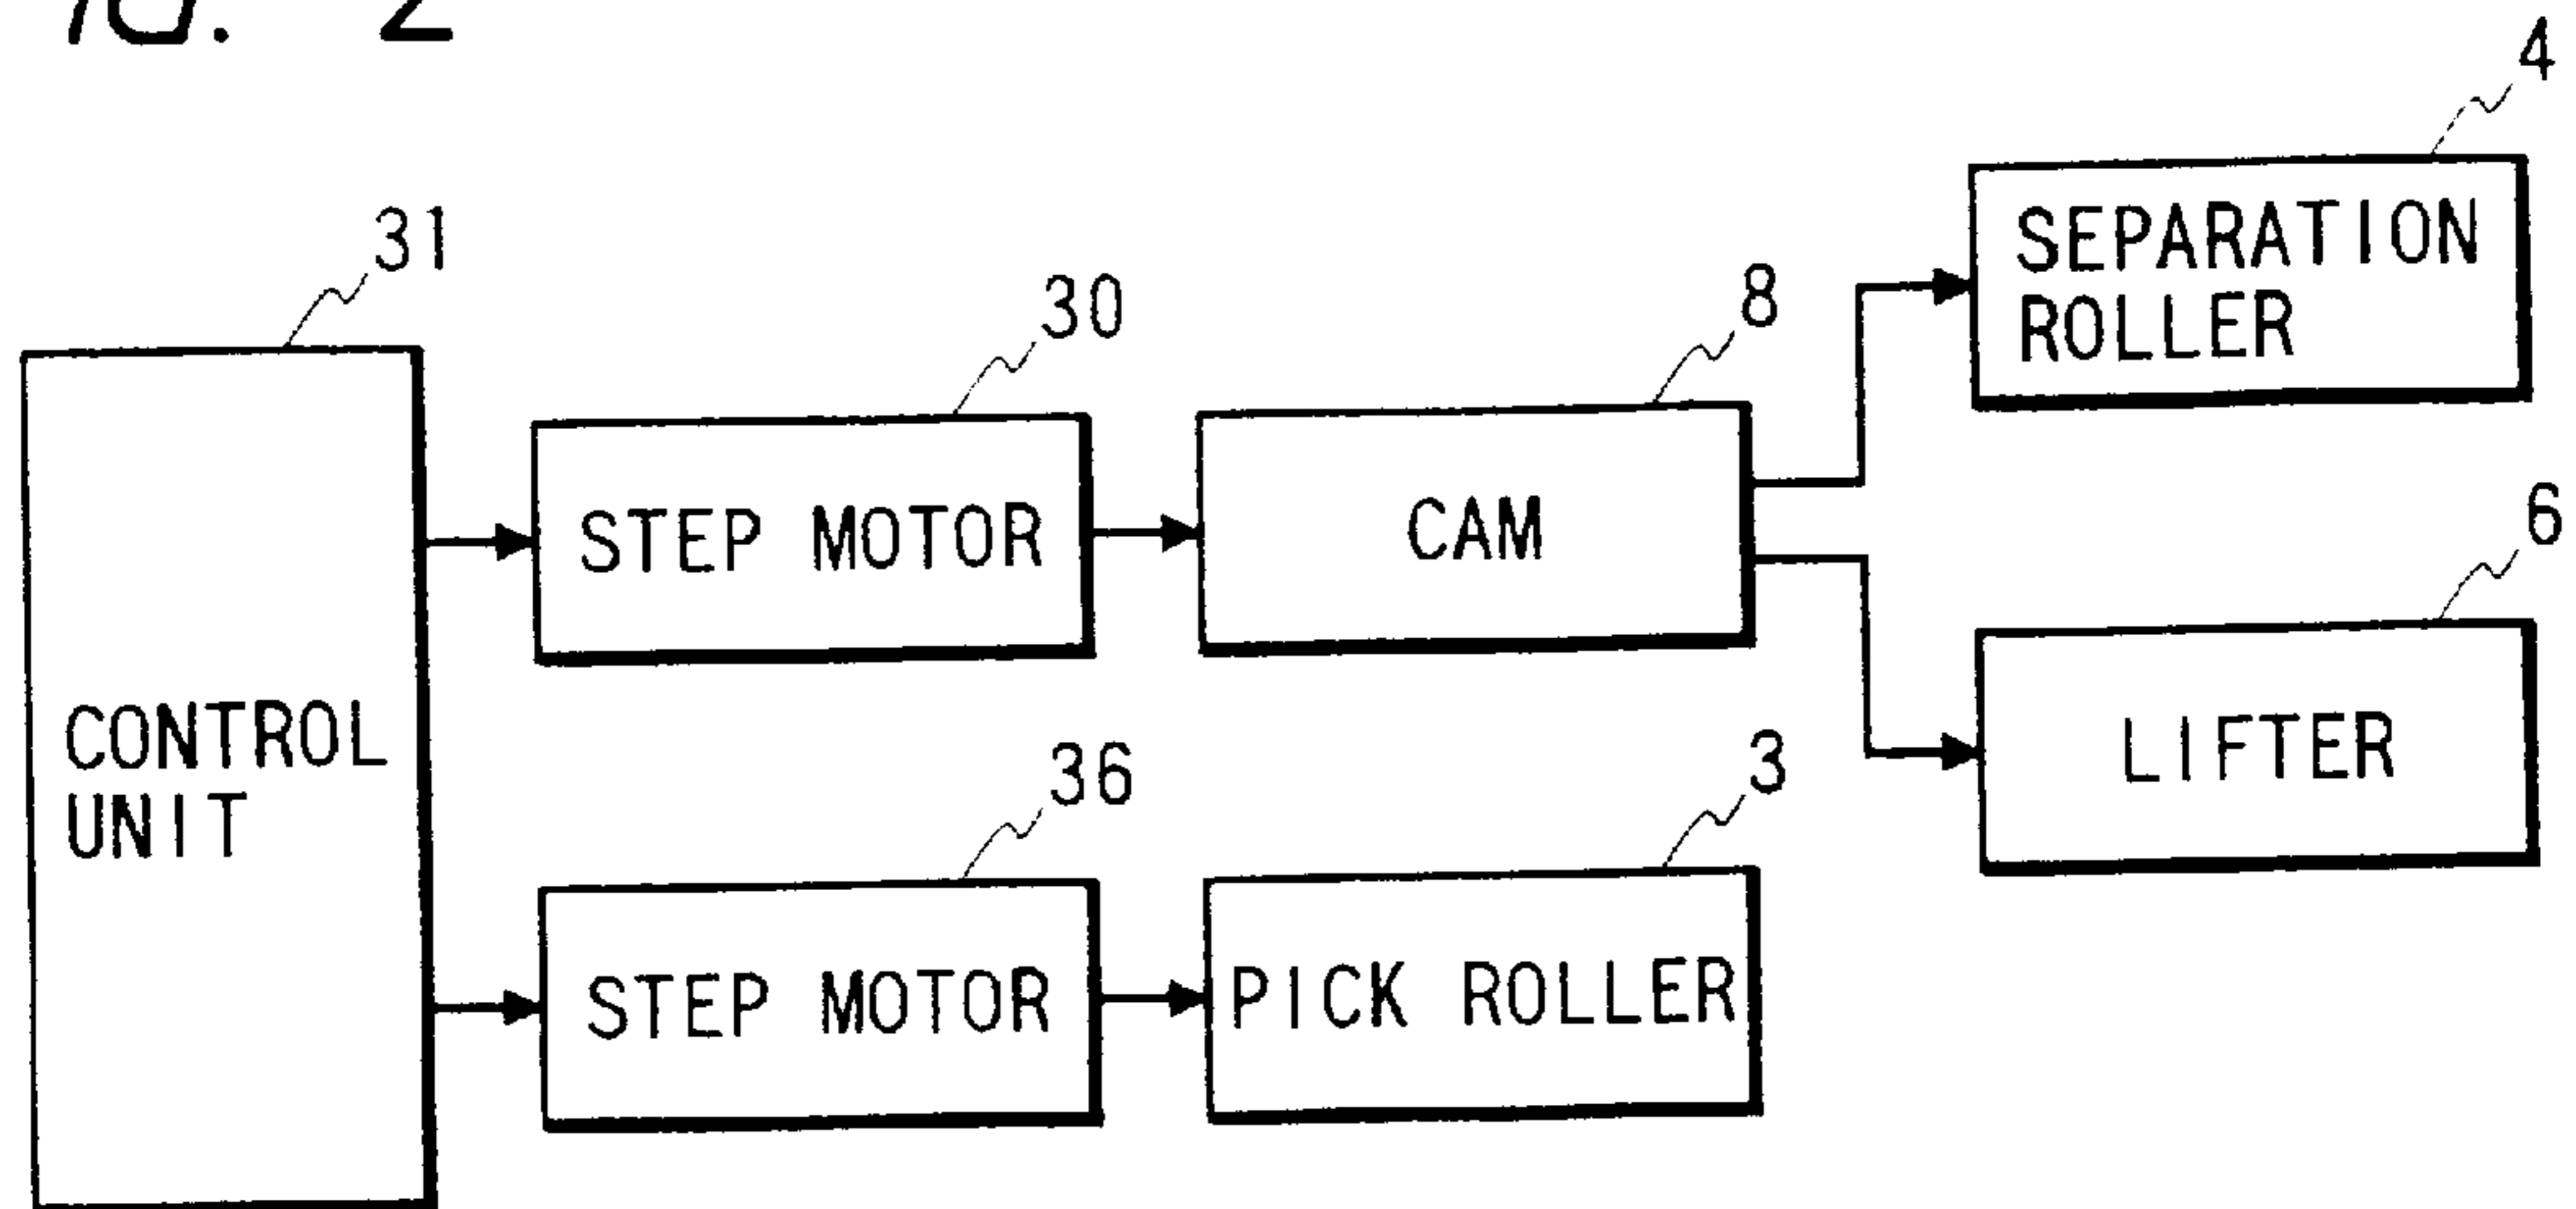 2
4
31
SEPARATION
ROLLER
30
8
STEP MOTOR
CAM
6
CONTROL
UNIT
LIFTER
36
3
STEP MOTOR
PICK ROLLER